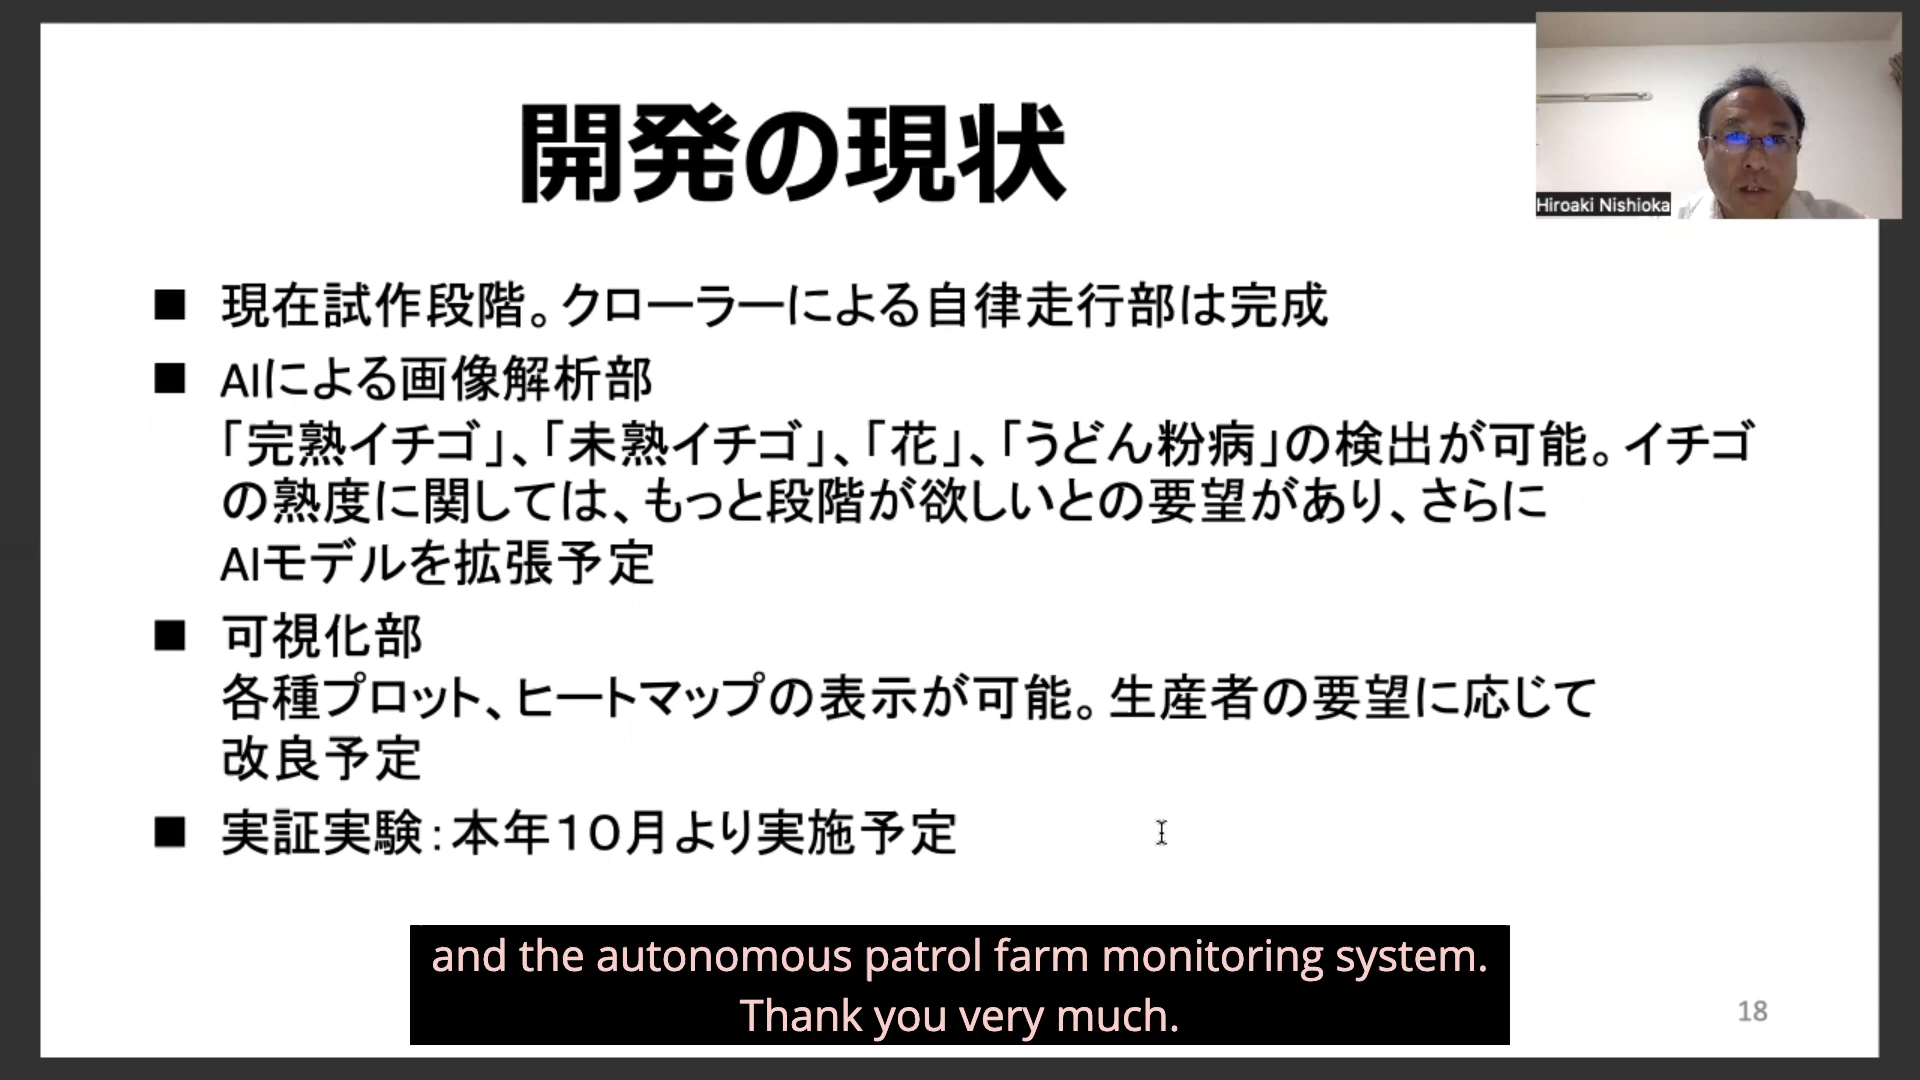 開発の現状
Hiroaki Nishioka
■ 現在試作段階。クローラーによる自律走行部は完成
■ AIによる画像解析部
「完熟イチゴ」、「未熟イチゴ」、「花」、「うどん粉病」の検出が可能。イチゴ
の熟度に関しては、もっと段階が欲しいとの要望があり、さらに
AIモデルを拡張予定
■ 可視化部
各種プロット、ヒートマップの表示が可能。生産者の要望に応じて
改良予定
■ 実証実験：本年１０月より実施予定
and the autonomous patrol farm monitoring system.
Thank you very much.
18